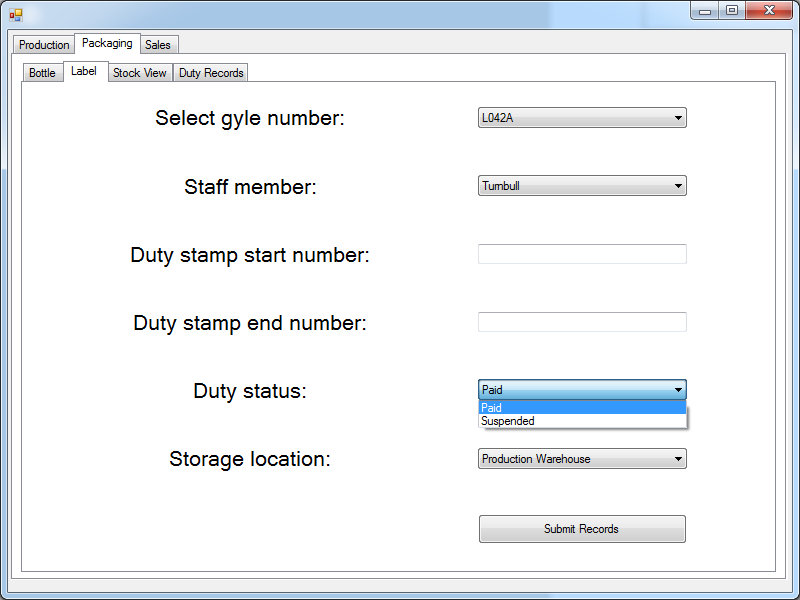 Production Packaging Sales
Bottle Label Stock View Duty Records
Select gyle number: L042A
Staff member: Turnbull
Duty stamp start number:
Duty stamp end number:
Duty status: Paid
Paid
Suspended
Storage location: Production Warehouse
Submit Records